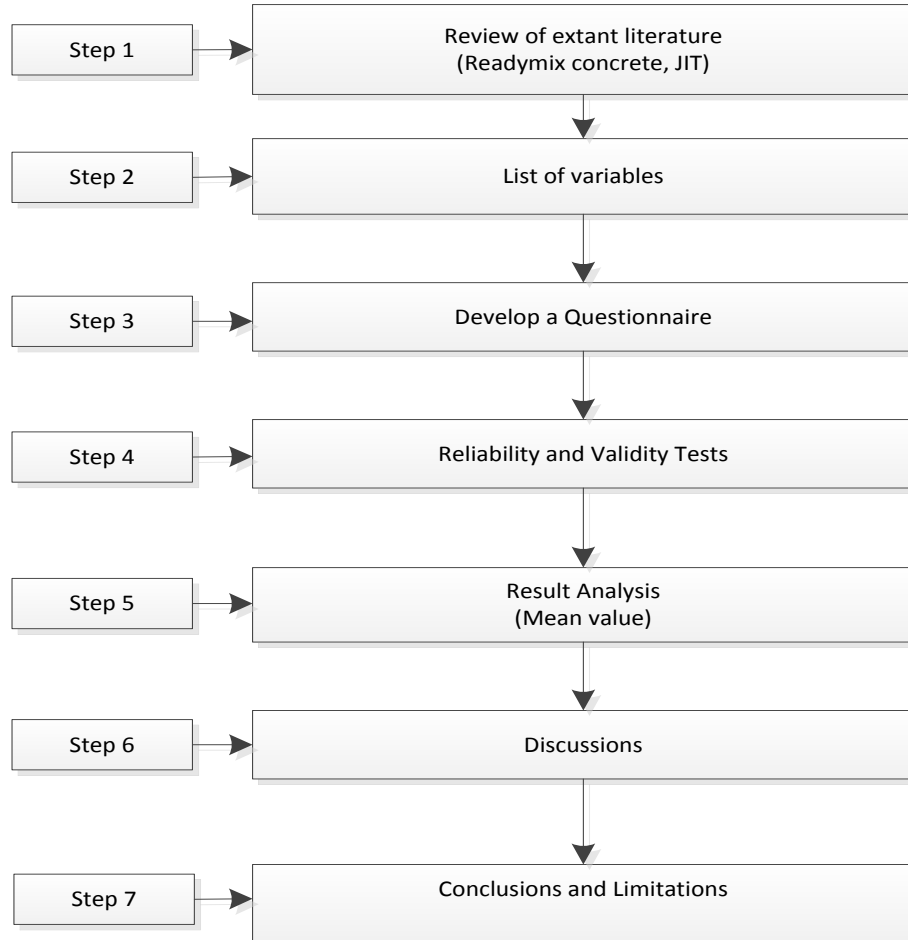 Step 1
Review of extant literature
(Readymix concrete, JIT)
Step 2
List of variables
Step 3
Develop a Questionnaire
Step 4
Reliability and Validity Tests
Step 5
Result Analysis
(Mean value)
Step 6
Discussions
Step 7
Conclusions and Limitations